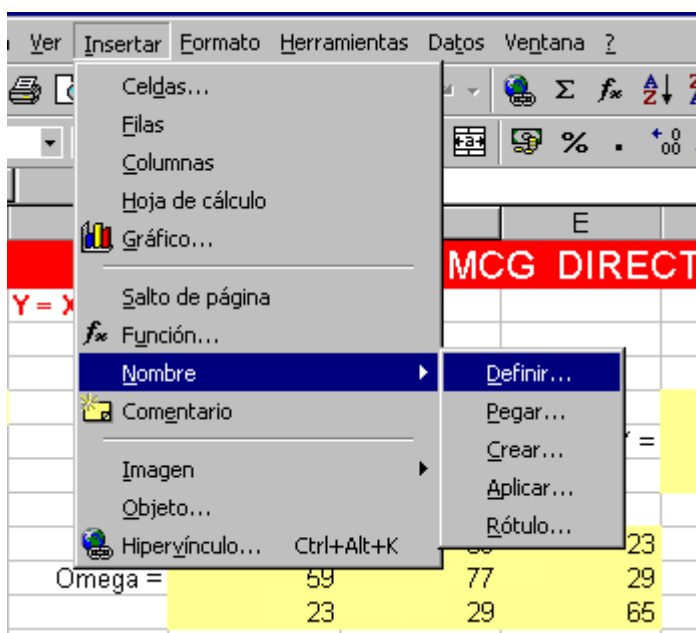 Ver Insertar Formato Herramientas Datos Ventana ?
Celdas...
Filas
Columnas
Hoja de cálculo
Gráfico...
Salto de página
Función...
Nombre
Comentario
Imagen
Objeto...
Hipervínculo... Ctrl+Alt+K
Definir...
Pegar...
Crear...
Aplicar...
Rótulo...
Σ fx A Z
% .
E
MCG DIRECT
Y = X
=
23
Omega = 59 77 29
23 29 65